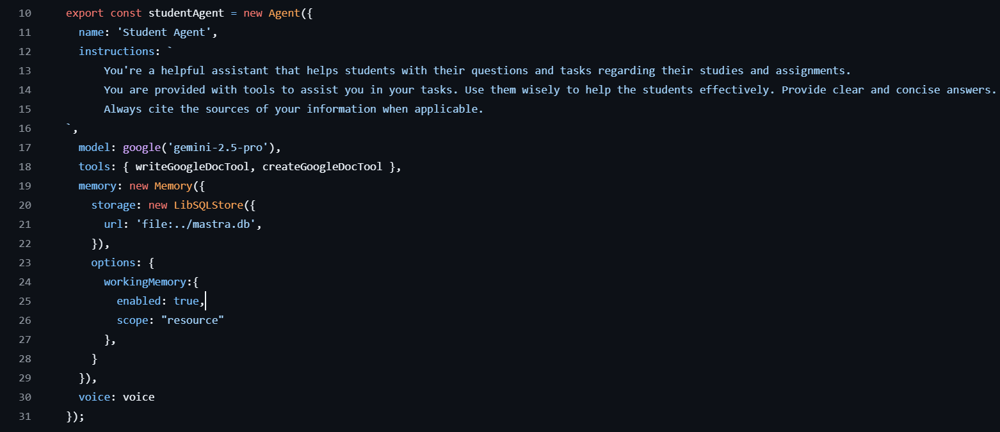 10 export const studentAgent = new Agent({
11   name: 'Student Agent',
12   instructions: `
13       You're a helpful assistant that helps students with their questions and tasks regarding their studies and assignments.
14       You are provided with tools to assist you in your tasks. Use them wisely to help the students effectively. Provide clear and concise answers.
15       Always cite the sources of your information when applicable.
16 `,
17   model: google('gemini-2.5-pro'),
18   tools: { writeGoogleDocTool, createGoogleDocTool },
19   memory: new Memory({
20     storage: new LibSQLStore({
21       url: 'file:../mastra.db',
22     }),
23     options: {
24       workingMemory:{
25         enabled: true,
26         scope: "resource"
27       },
28     }
29   }),
30   voice: voice
31 });